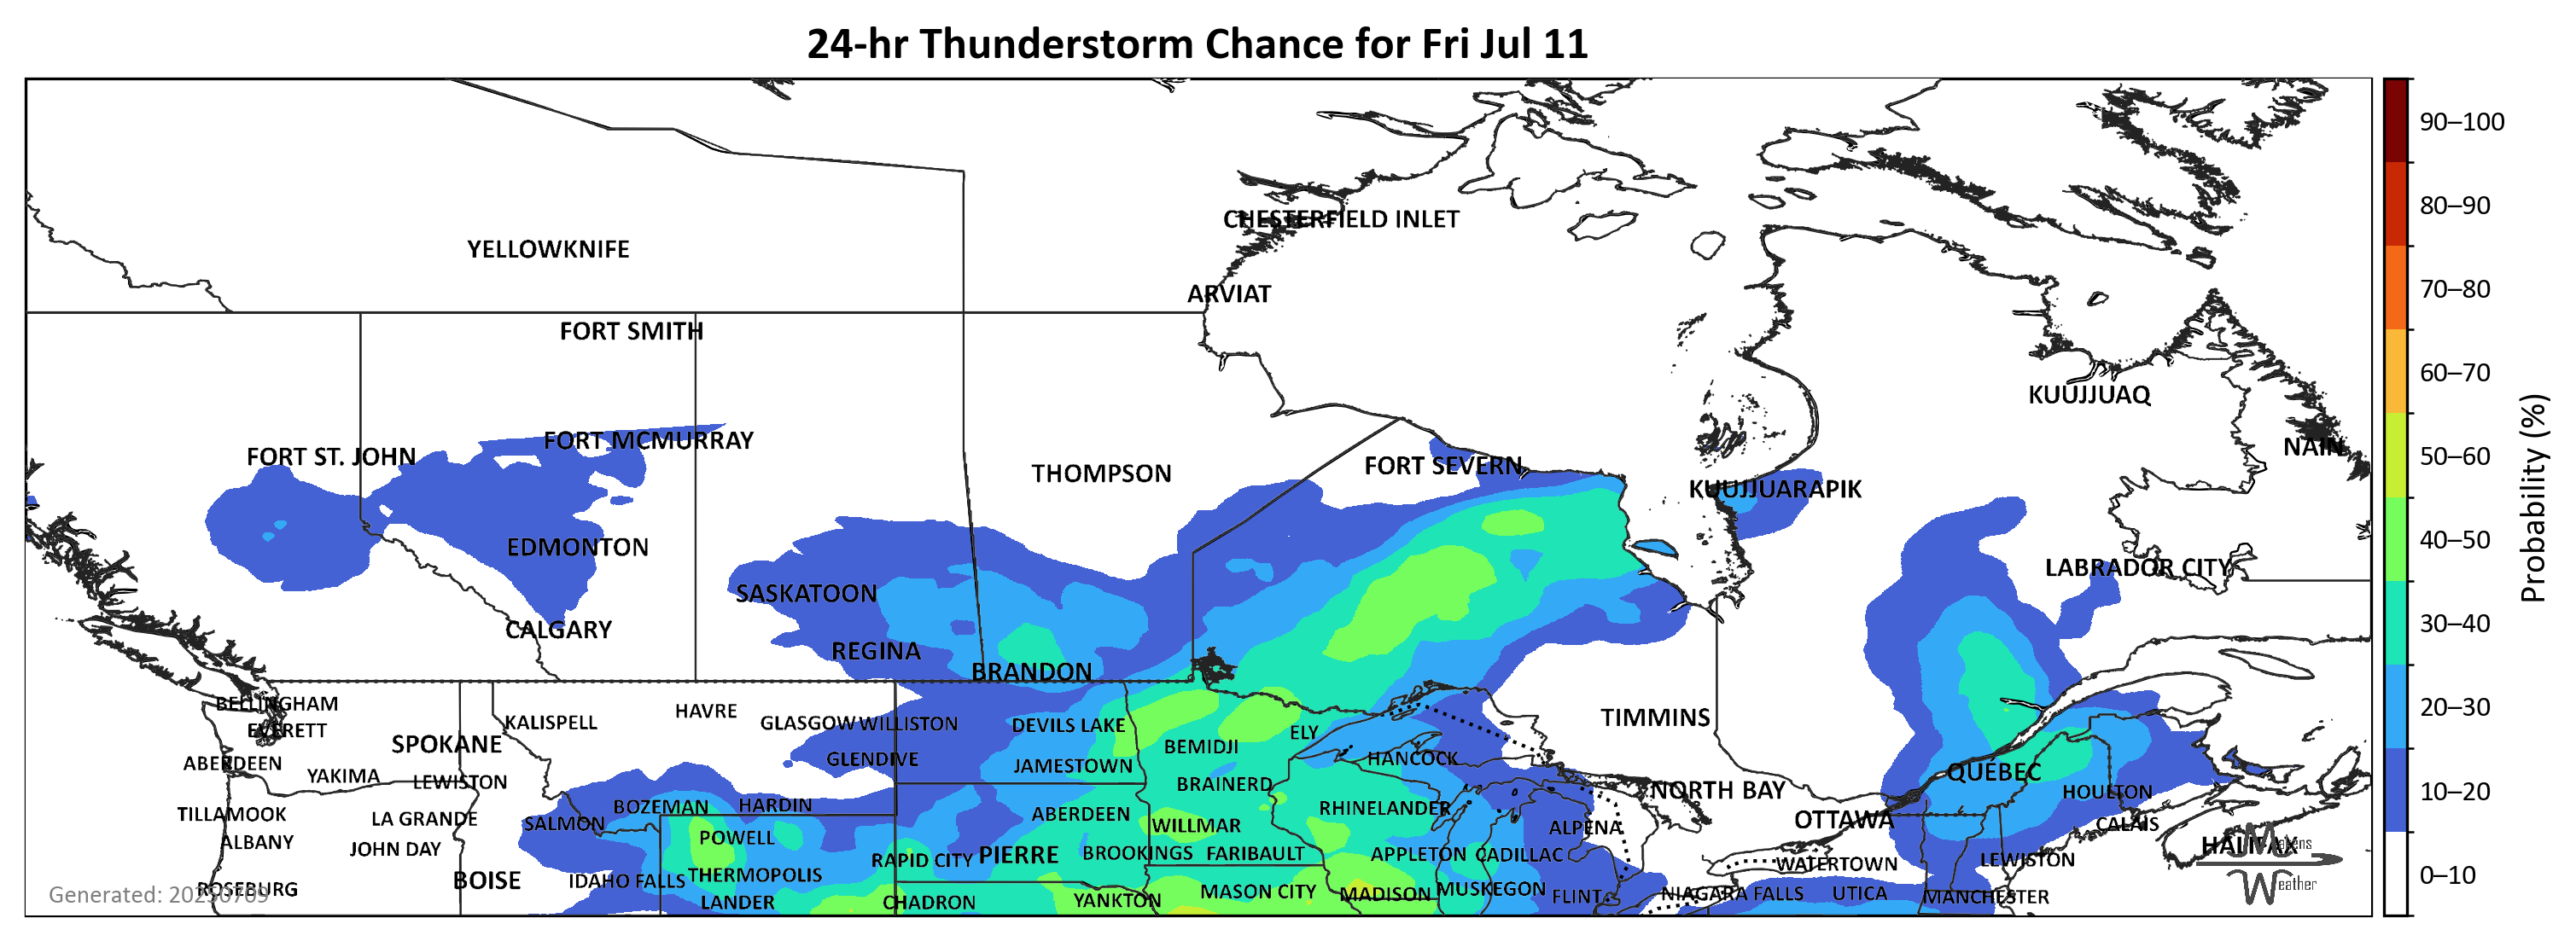 24-hr Thunderstorm Chance for Fri Jul 11
90–100
80–90
CHESTERFIELD INLET
YELLOWKNIFE
70–80
ARVIAT
FORT SMITH
60–70
KUUJJUAQ
FORT MCMURRAY
NAIN
50–60
FORT ST. JOHN
FORT SEVERN
THOMPSON
KUUJJUARAPIK
Probability (%)
40–50
EDMONTON
LABRADOR CITY
SASKATOON
30–40
CALGARY
REGINA
BRANDON
BELLINGHAM
20–30
HAVRE
TIMMINS
KALISPELL
GLASGOW
WILLISTON
DEVILS LAKE
EVERETT
ELY
SPOKANE
BEMIDJI
ABERDEEN
GLENDIVE
HANCOCK
JAMESTOWN
QUÉBEC
YAKIMA
LEWISTON
BRAINERD
NORTH BAY
HOULTON
10–20
BOZEMAN
HARDIN
RHINELANDER
TILLAMOOK
LA GRANDE
SALMON
ABERDEEN
WILLMAR
ALPENA
OTTAWA
CALAIS
ALBANY
POWELL
HALIFAX
JOHN DAY
RAPID CITY
PIERRE
BROOKINGS
FARIBAULT
APPLETON
CADILLAC
WATERTOWN
LEWISTON
Matens
Weather
BOISE
IDAHO FALLS
THERMOPOLIS
0–10
ROSEBURG
Generated: 20250709
LANDER
CHADRON
YANKTON
MASON CITY
MADISON
MUSKEGON
FLINT
NIAGARA FALLS
UTICA
MANCHESTER